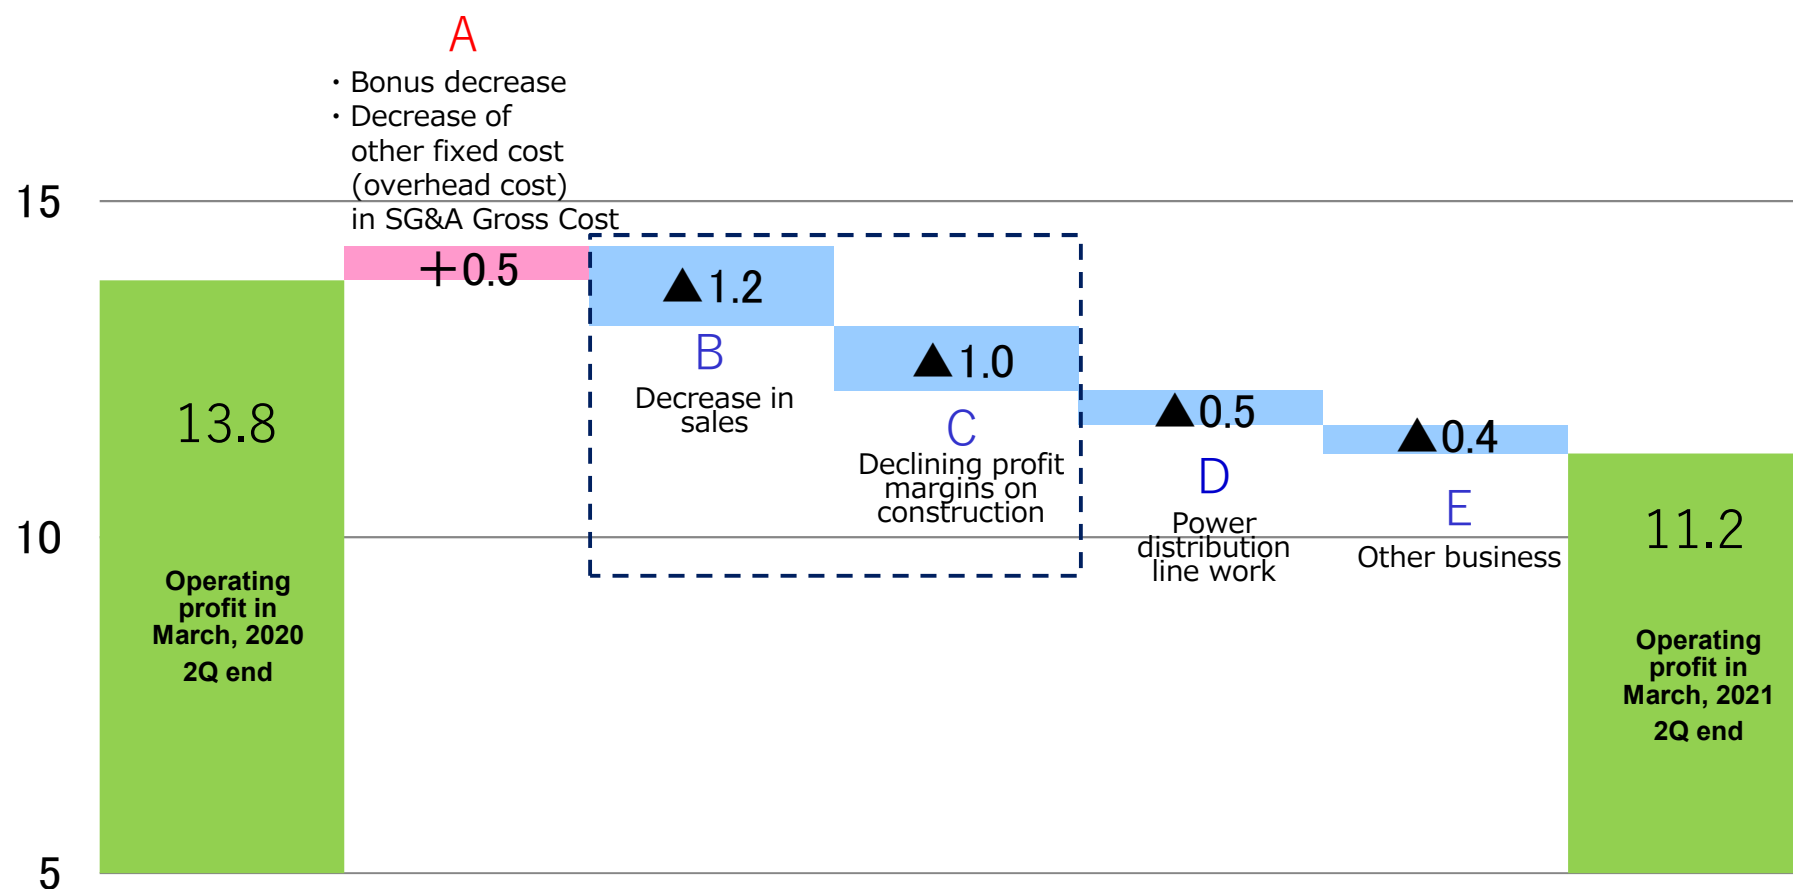 A
・Bonus decrease
・Decrease of
other fixed cost
(overhead cost)
in SG&A Gross Cost
15
10
5
13.8
Operating
profit in
March, 2020
2Q end
+0.5
▲1.2
B
Decrease in
sales
▲1.0
C
Declining profit
margins on
construction
▲0.5
D
Power
distribution
line work
▲0.4
E
Other business
11.2
Operating
profit in
March, 2021
2Q end